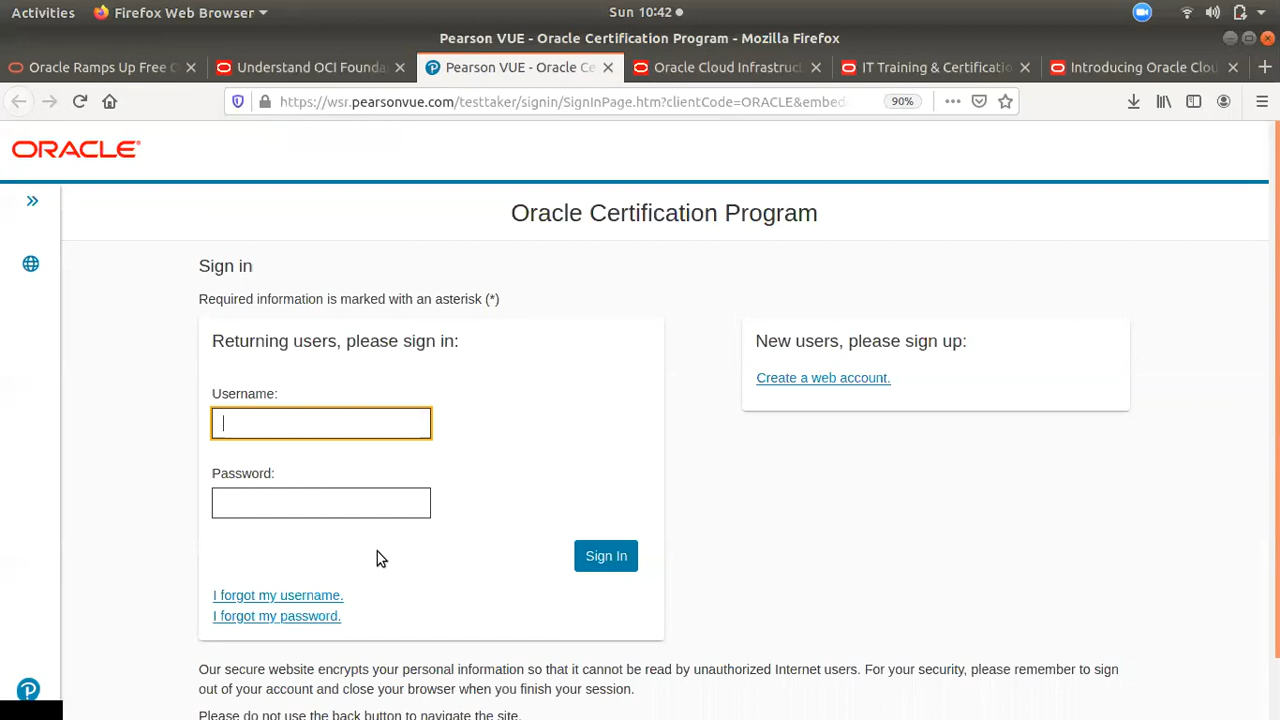 Activities Firefox Web Browser Sun 10:42
Pearson VUE - Oracle Certification Program - Mozilla Firefox
Oracle Ramps Up Free C Understand OCI Founda Pearson VUE - Oracle Ce Oracle Cloud Infrastruc IT Training & Certificatio Introducing Oracle Clou
https://wsr.pearsonvue.com/testtaker/signin/SignInPage.htm?clientCode=ORACLE&embed 90%
ORACLE
Oracle Certification Program
Sign in
Required information is marked with an asterisk (*)
Returning users, please sign in:
Username:
Password:
Sign In
I forgot my username.
I forgot my password.
New users, please sign up:
Create a web account.
Our secure website encrypts your personal information so that it cannot be read by unauthorized Internet users. For your security, please remember to sign
out of your account and close your browser when you finish your session.
Please do not use the back button to navigate the site.